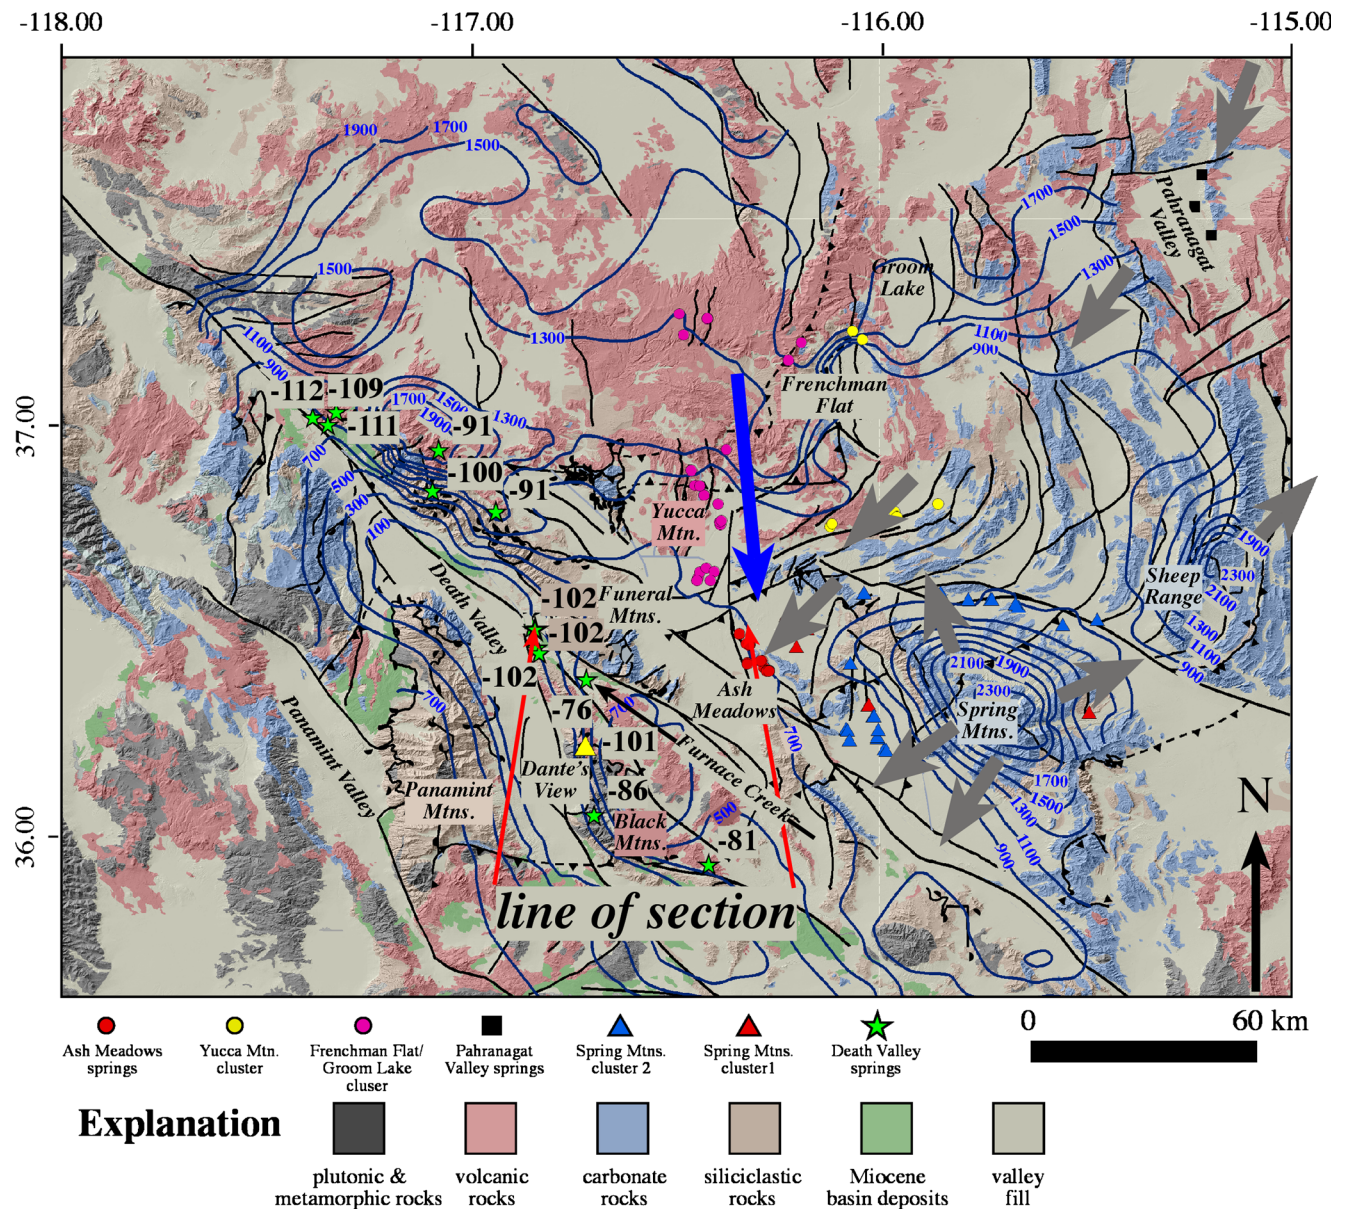 -118.00
-117.00
-116.00
-115.00
37.00
36.00
1900
1700
1500
1500
1300
1100
900
1700
1500
1300
1100
900
Pahranagat
Valley
Groom
Lake
Frenchman
Flat
-112
-109
-111
-91
-100
-91
1700
1900
1500
1300
700
500
300
100
Yucca
Mtn.
Death Valley
Funeral
Mtns.
-102
-102
-102
-76
-101
-86
-81
700
700
700
500
Ash
Meadows
Sheep
Range
1900
2300
2100
1300
1100
900
2100
1900
2300
Spring
Mtns.
1700
1500
1300
1100
900
Panamint Valley
Panamint
Mtns.
Dante's
View
Furnace Creek
Black
Mtns.
line of section
N
0
60 km
Ash Meadows
springs
Yucca Mtn.
cluster
Frenchman Flat/
Groom Lake
cluser
Pahranagat
Valley springs
Spring Mtns.
cluster 2
Spring Mtns.
cluster1
Death Valley
springs
Explanation
plutonic &
metamorphic rocks
volcanic
rocks
carbonate
rocks
siliciclastic
rocks
Miocene
basin deposits
valley
fill